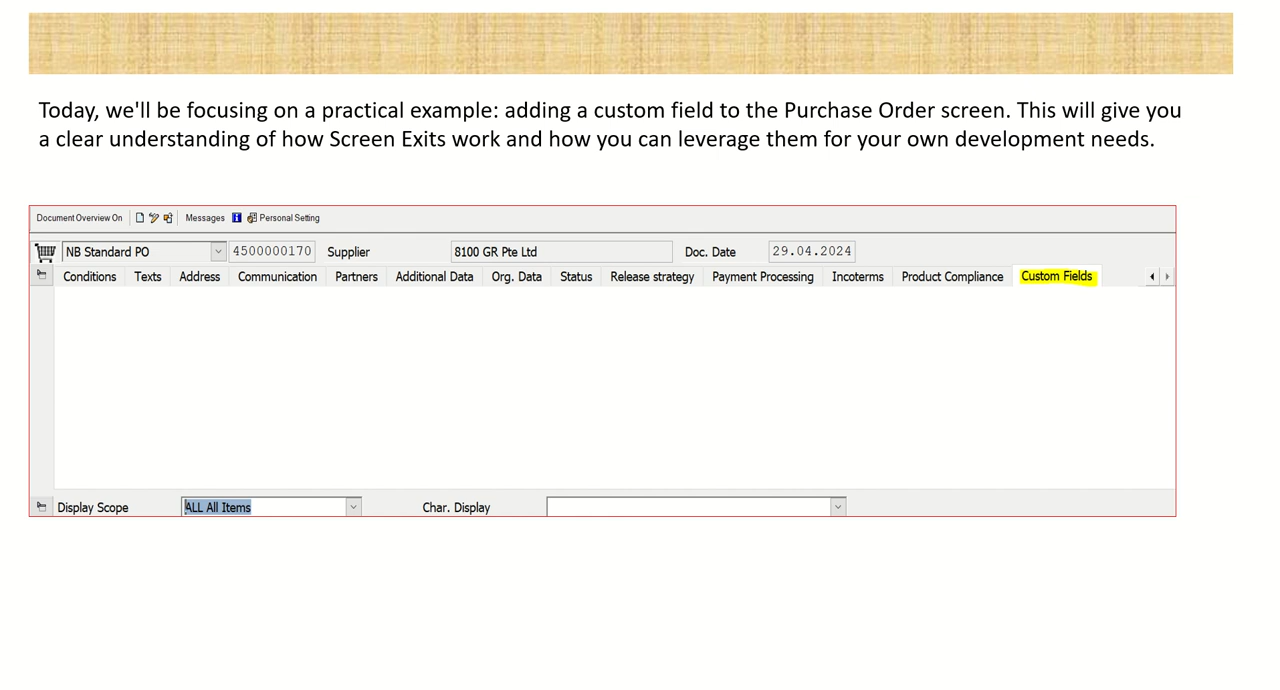 Today, we'll be focusing on a practical example: adding a custom field to the Purchase Order screen. This will give you
a clear understanding of how Screen Exits work and how you can leverage them for your own development needs.
Document Overview On Messages Personal Setting
NB Standard PO 4500000170 Supplier 8100 GR Pte Ltd Doc. Date 29.04.2024
Conditions Texts Address Communication Partners Additional Data Org. Data Status Release strategy Payment Processing Incoterms Product Compliance Custom Fields
Display Scope ALL All Items Char. Display